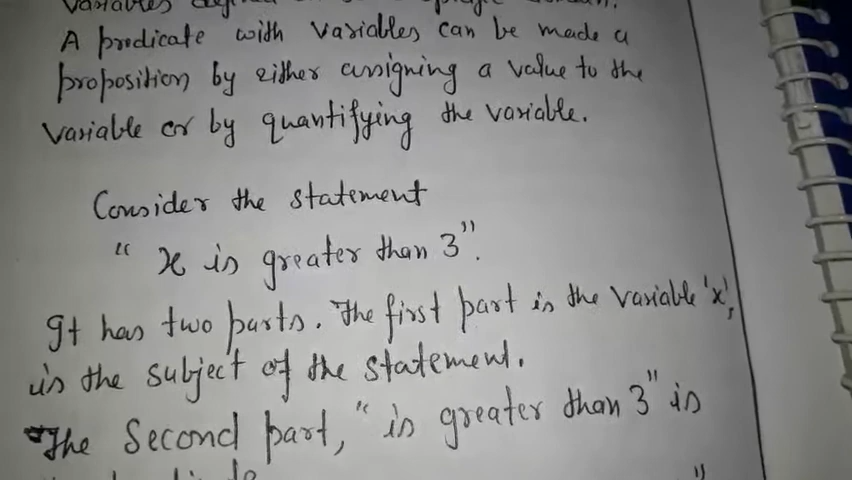 Variables
A predicate with variables can be made a
proposition by either assigning a value to the
variable or by quantifying the variable.
Consider the statement
" x is greater than 3".
It has two parts. The first part is the variable 'x',
is the subject of the statement.
The second part, "is greater than 3" is